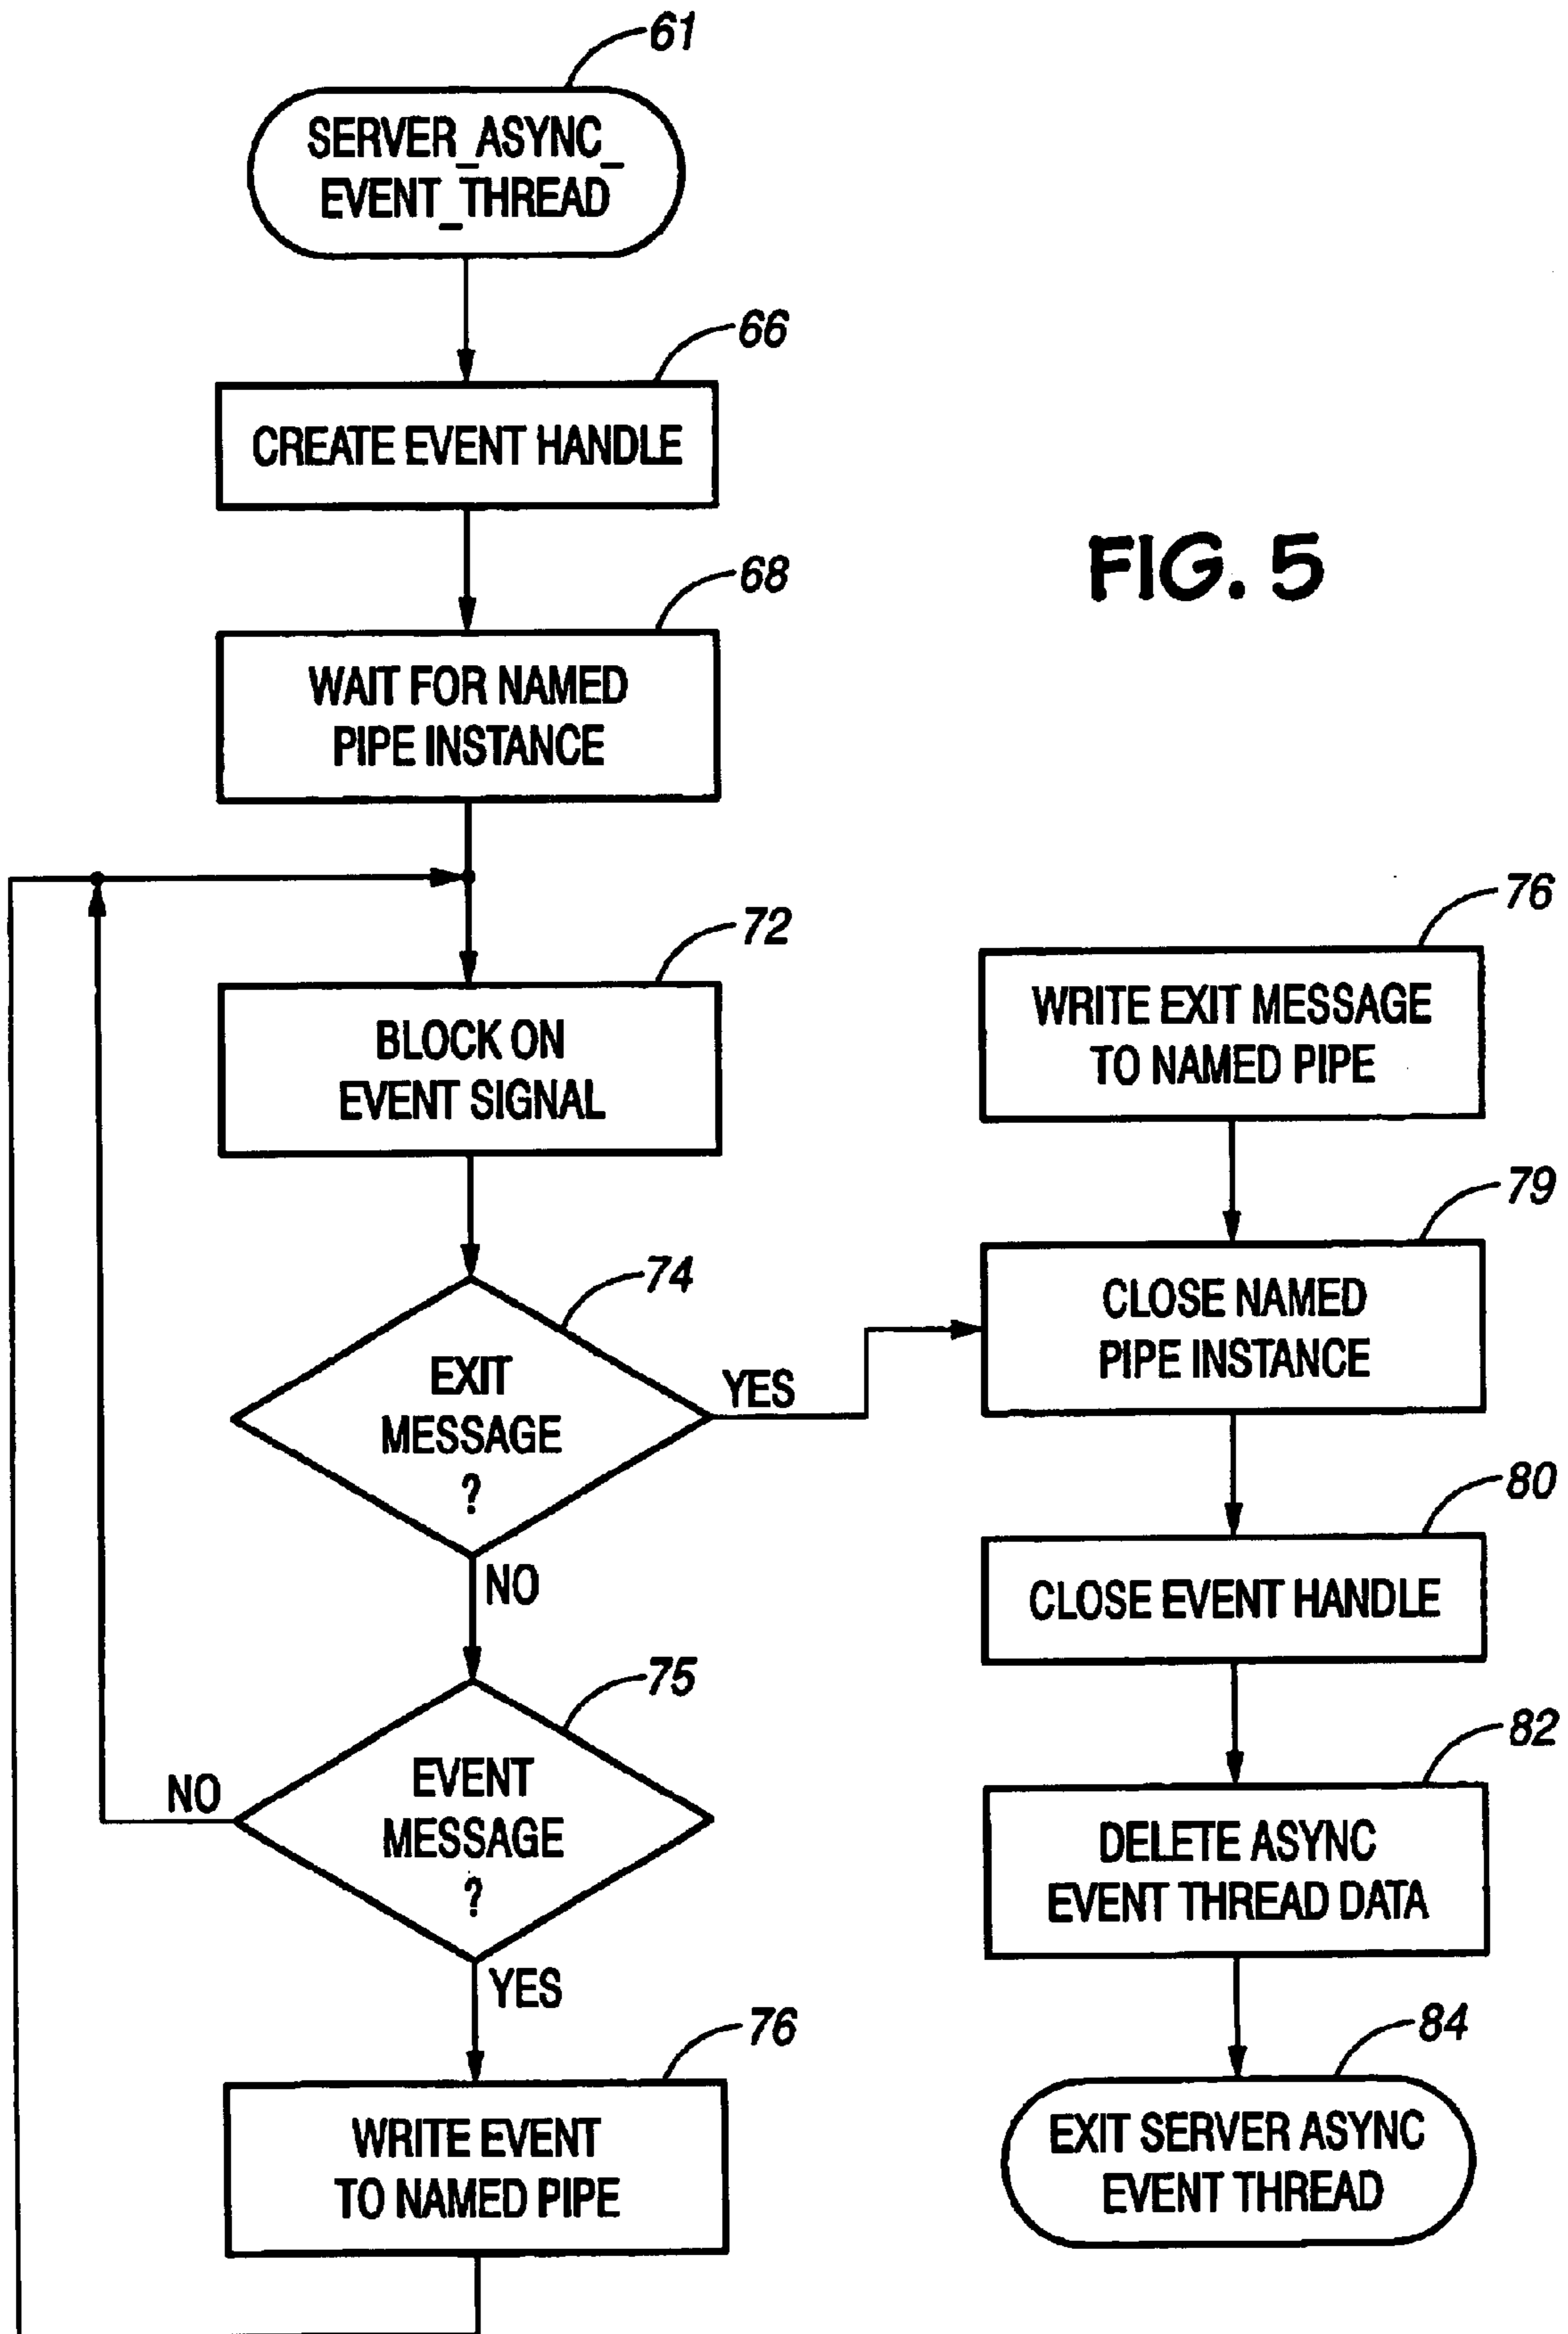 61
SERVER_ASYNC_
EVENT_THREAD
66
CREATE EVENT HANDLE
68
WAIT FOR NAMED
PIPE INSTANCE
FIG. 5
72
BLOCK ON
EVENT SIGNAL
74
EXIT
MESSAGE
?
YES
NO
75
EVENT
MESSAGE
?
NO
YES
76
WRITE EVENT
TO NAMED PIPE
76
WRITE EXIT MESSAGE
TO NAMED PIPE
79
CLOSE NAMED
PIPE INSTANCE
80
CLOSE EVENT HANDLE
82
DELETE ASYNC
EVENT THREAD DATA
84
EXIT SERVER ASYNC
EVENT THREAD